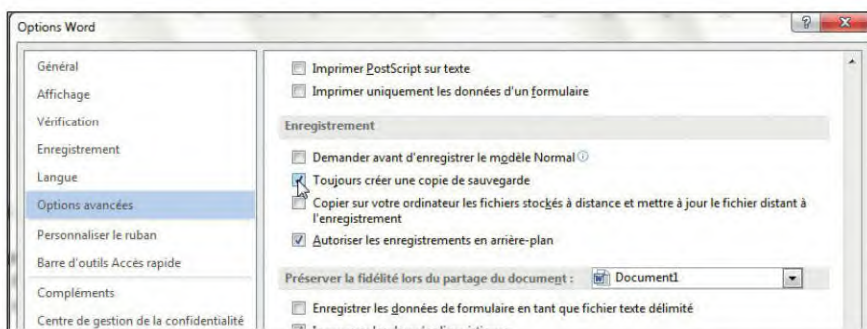 Options Word
Général
Affichage
Vérification
Enregistrement
Langue
Options avancées
Personnaliser le ruban
Barre d'outils Accès rapide
Compléments
Centre de gestion de la confidentialité
Imprimer PostScript sur texte
Imprimer uniquement les données d'un formulaire
Enregistrement
Demander avant d'enregistrer le modèle Normal
Toujours créer une copie de sauvegarde
Copier sur votre ordinateur les fichiers stockés à distance et mettre à jour le fichier distant à
l'enregistrement
Autoriser les enregistrements en arrière-plan
Préserver la fidélité lors du partage du document : Document1
Enregistrer les données de formulaire en tant que fichier texte délimité